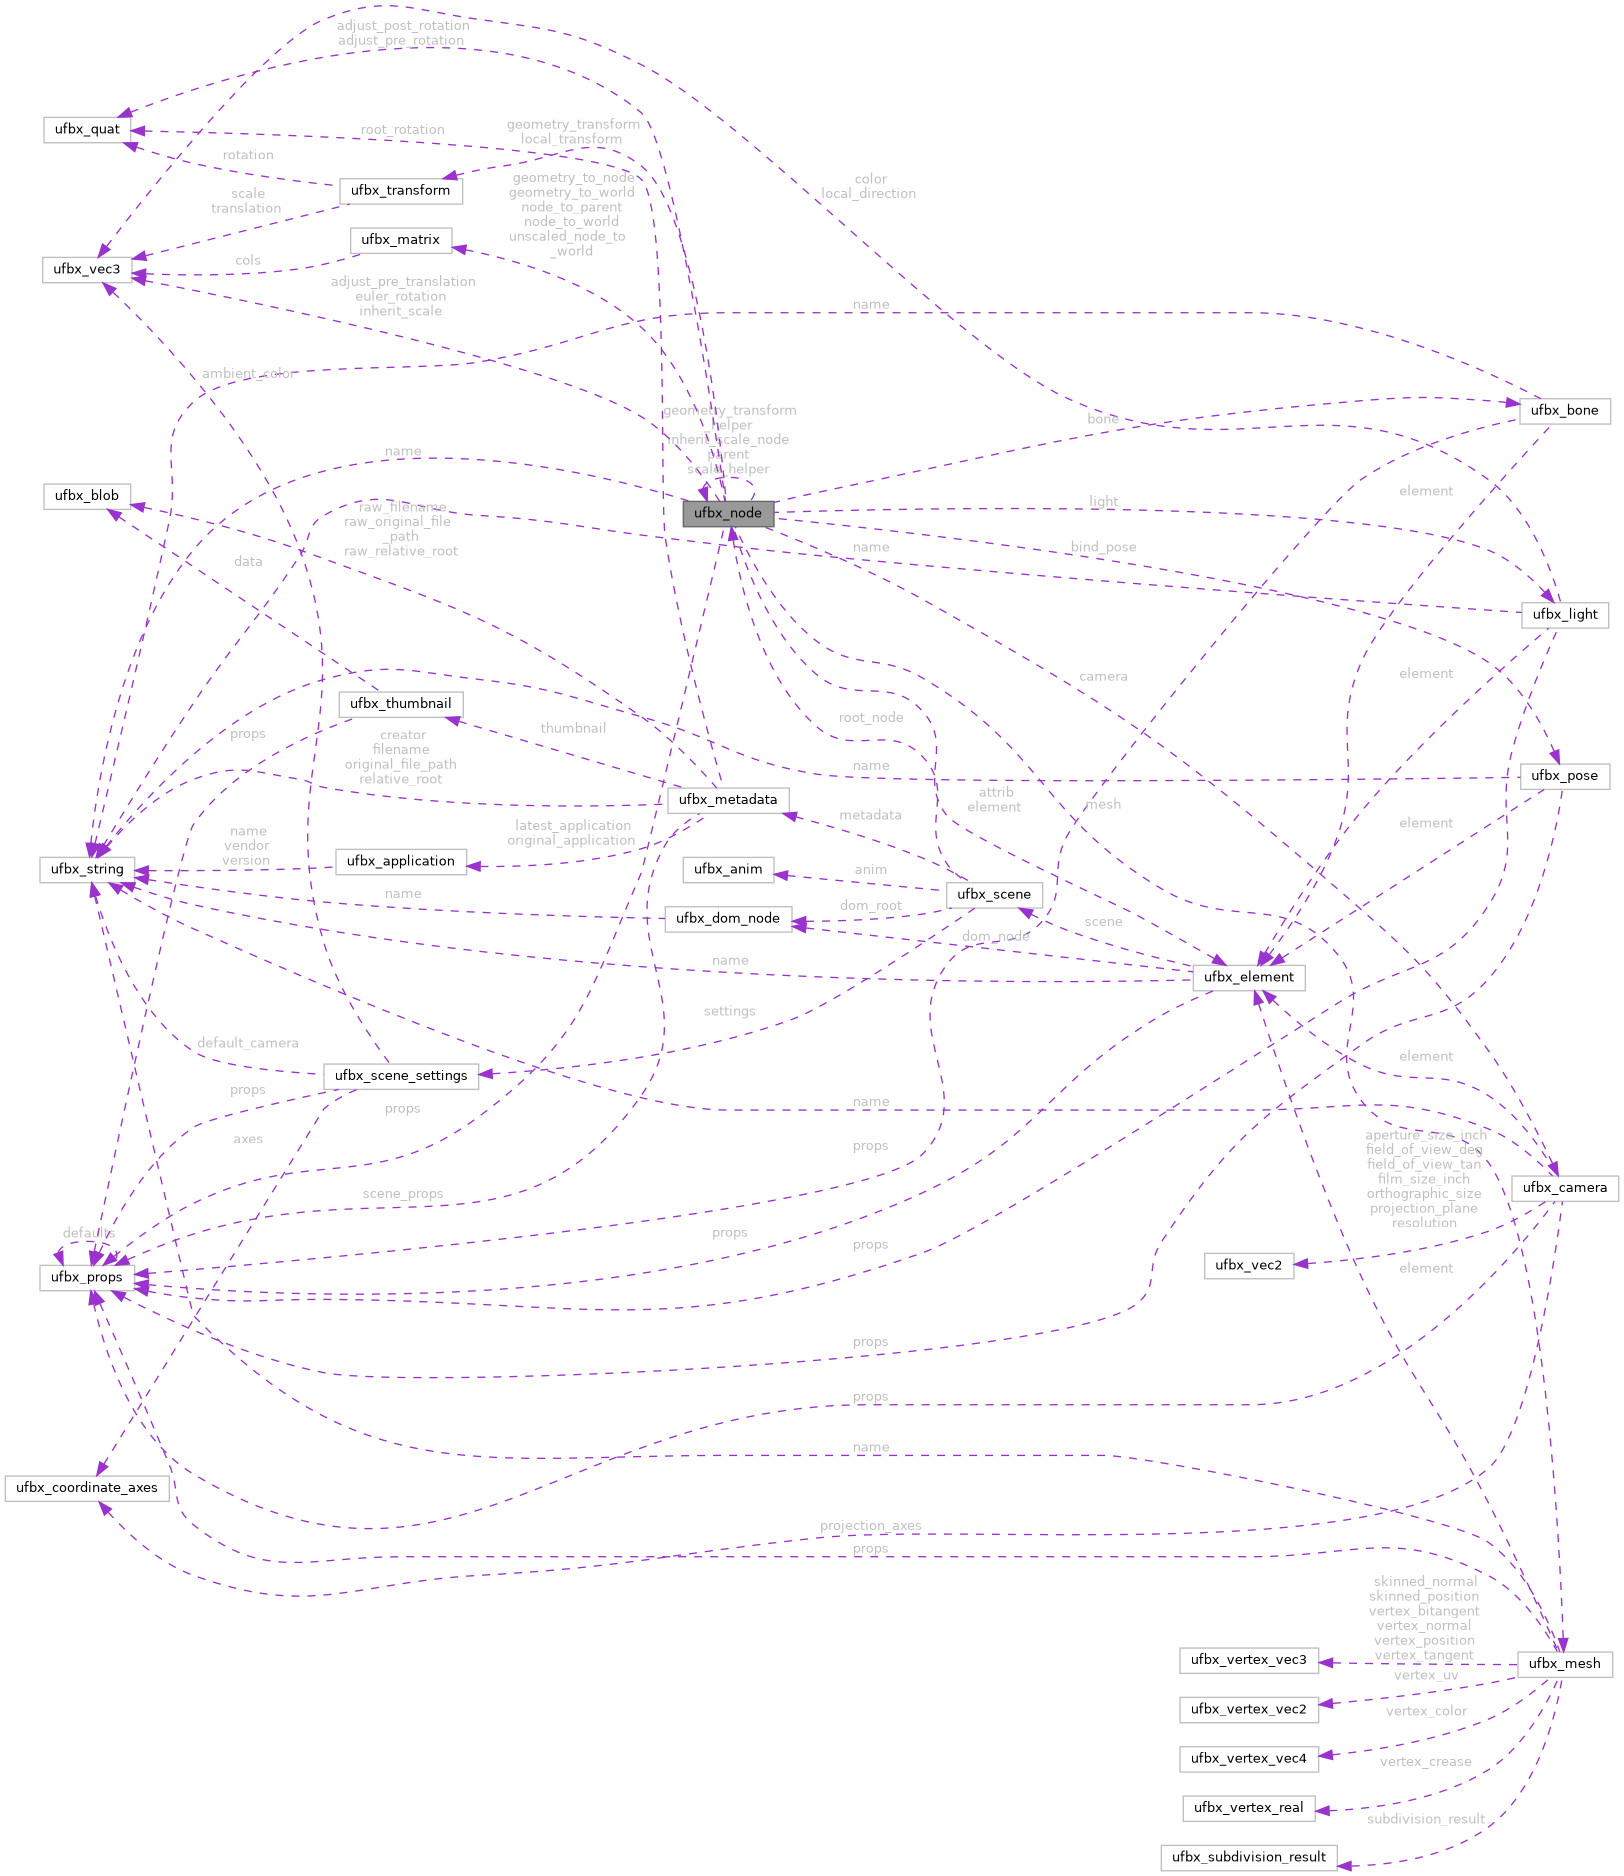 adjust_post_rotation
adjust_pre_rotation
ufbx_quat
root_rotation
geometry_transform
local_transform
rotation
ufbx_transform
scale
translation
geometry_to_node
geometry_to_world
node_to_parent
node_to_world
unscaled_node_to
_world
color
local_direction
ufbx_matrix
cols
ufbx_vec3
adjust_pre_translation
euler_rotation
inherit_scale
name
ambient_color
geometry_transform
_helper
inherit_scale_node
parent
scale_helper
bone
ufbx_bone
name
element
ufbx_blob
raw_filename
raw_original_file
_path
raw_relative_root
ufbx_node
light
name
bind_pose
data
ufbx_light
camera
element
ufbx_thumbnail
root_node
thumbnail
props
creator
filename
original_file_path
relative_root
name
ufbx_pose
ufbx_metadata
attrib
element
mesh
metadata
element
latest_application
original_application
name
vendor
version
ufbx_application
ufbx_string
ufbx_anim
anim
ufbx_scene
name
dom_root
ufbx_dom_node
scene
dom_node
name
ufbx_element
settings
default_camera
element
ufbx_scene_settings
props
name
props
axes
props
aperture_size_inch
field_of_view_deg
field_of_view_tan
film_size_inch
orthographic_size
projection_plane
resolution
ufbx_camera
scene_props
defaults
props
props
ufbx_vec2
element
ufbx_props
props
props
name
ufbx_coordinate_axes
projection_axes
props
skinned_normal
skinned_position
vertex_bitangent
vertex_normal
vertex_position
vertex_tangent
ufbx_vertex_vec3
ufbx_mesh
vertex_uv
ufbx_vertex_vec2
vertex_color
ufbx_vertex_vec4
vertex_crease
ufbx_vertex_real
subdivision_result
ufbx_subdivision_result